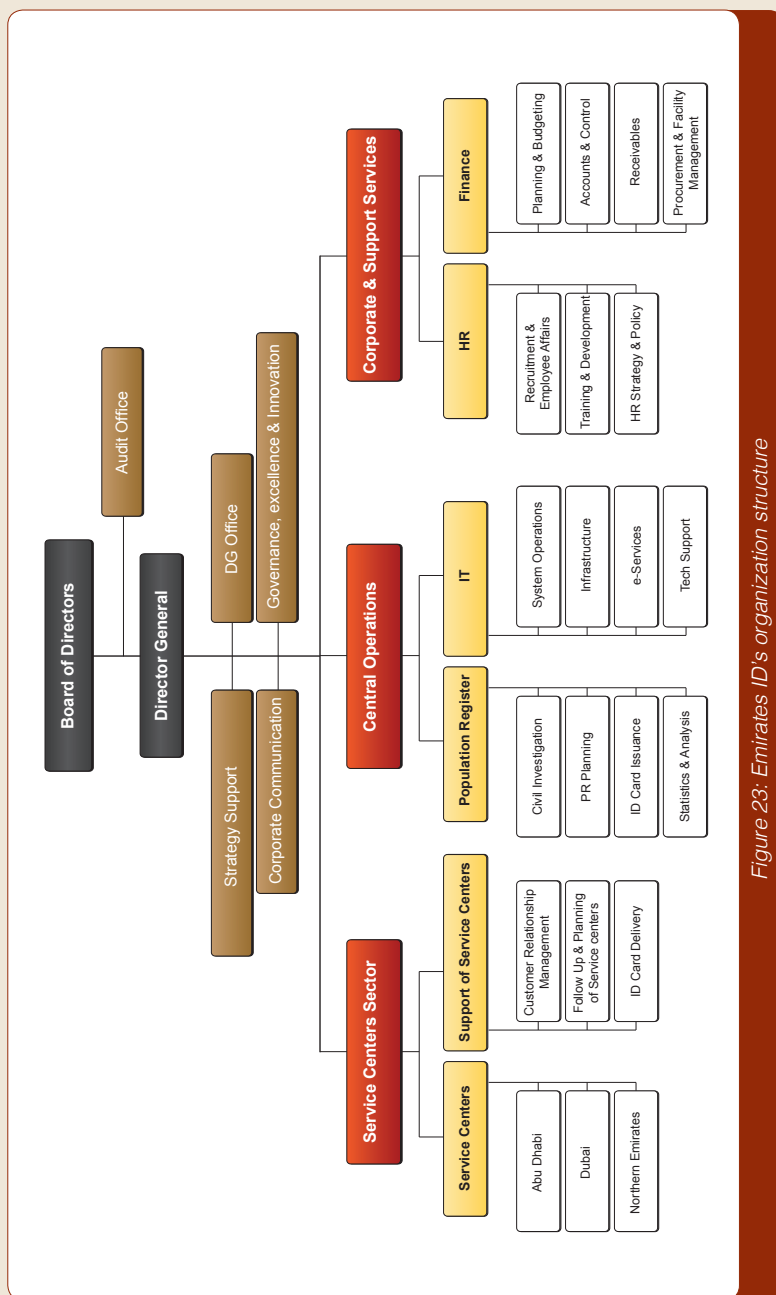 Board of Directors
Audit Office
Director General
Strategy Support
DG Office
Corporate Communication
Governance, excellence & Innovation
Service Centers Sector
Central Operations
Corporate & Support Services
Service Centers
Support of Service Centers
Population Register
IT
HR
Finance
Abu Dhabi
Dubai
Northern Emirates
Customer Relationship
Management
Follow Up & Planning
of Service centers
ID Card Delivery
Civil Investigation
PR Planning
ID Card Issuance
Statistics & Analysis
System Operations
Infrastructure
e-Services
Tech Support
Recruitment &
Employee Affairs
Training & Development
HR Strategy & Policy
Planning & Budgeting
Accounts & Control
Receivables
Procurement & Facility
Management
Figure 23: Emirates ID's organization structure